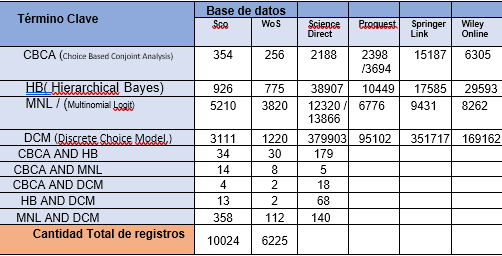 Término Clave
Base de datos
Sco WoS Science Direct Proquest Springer Link Wiley Online
CBCA (Choice Based Conjoint Analysis) 354 256 2188 2398 /3694 15187 6305
HB( Hierarchical Bayes) 926 775 38907 10449 17585 29593
MNL / (Multinomial Logit) 5210 3820 12320 / 13866 6776 9431 8262
DCM (Discrete Choice Model.) 3111 1220 379903 95102 351717 169162
CBCA AND HB 34 30 179
CBCA AND MNL 14 8 5
CBCA AND DCM 4 2 18
HB AND DCM 13 2 68
MNL AND DCM 358 112 140
Cantidad Total de registros 10024 6225